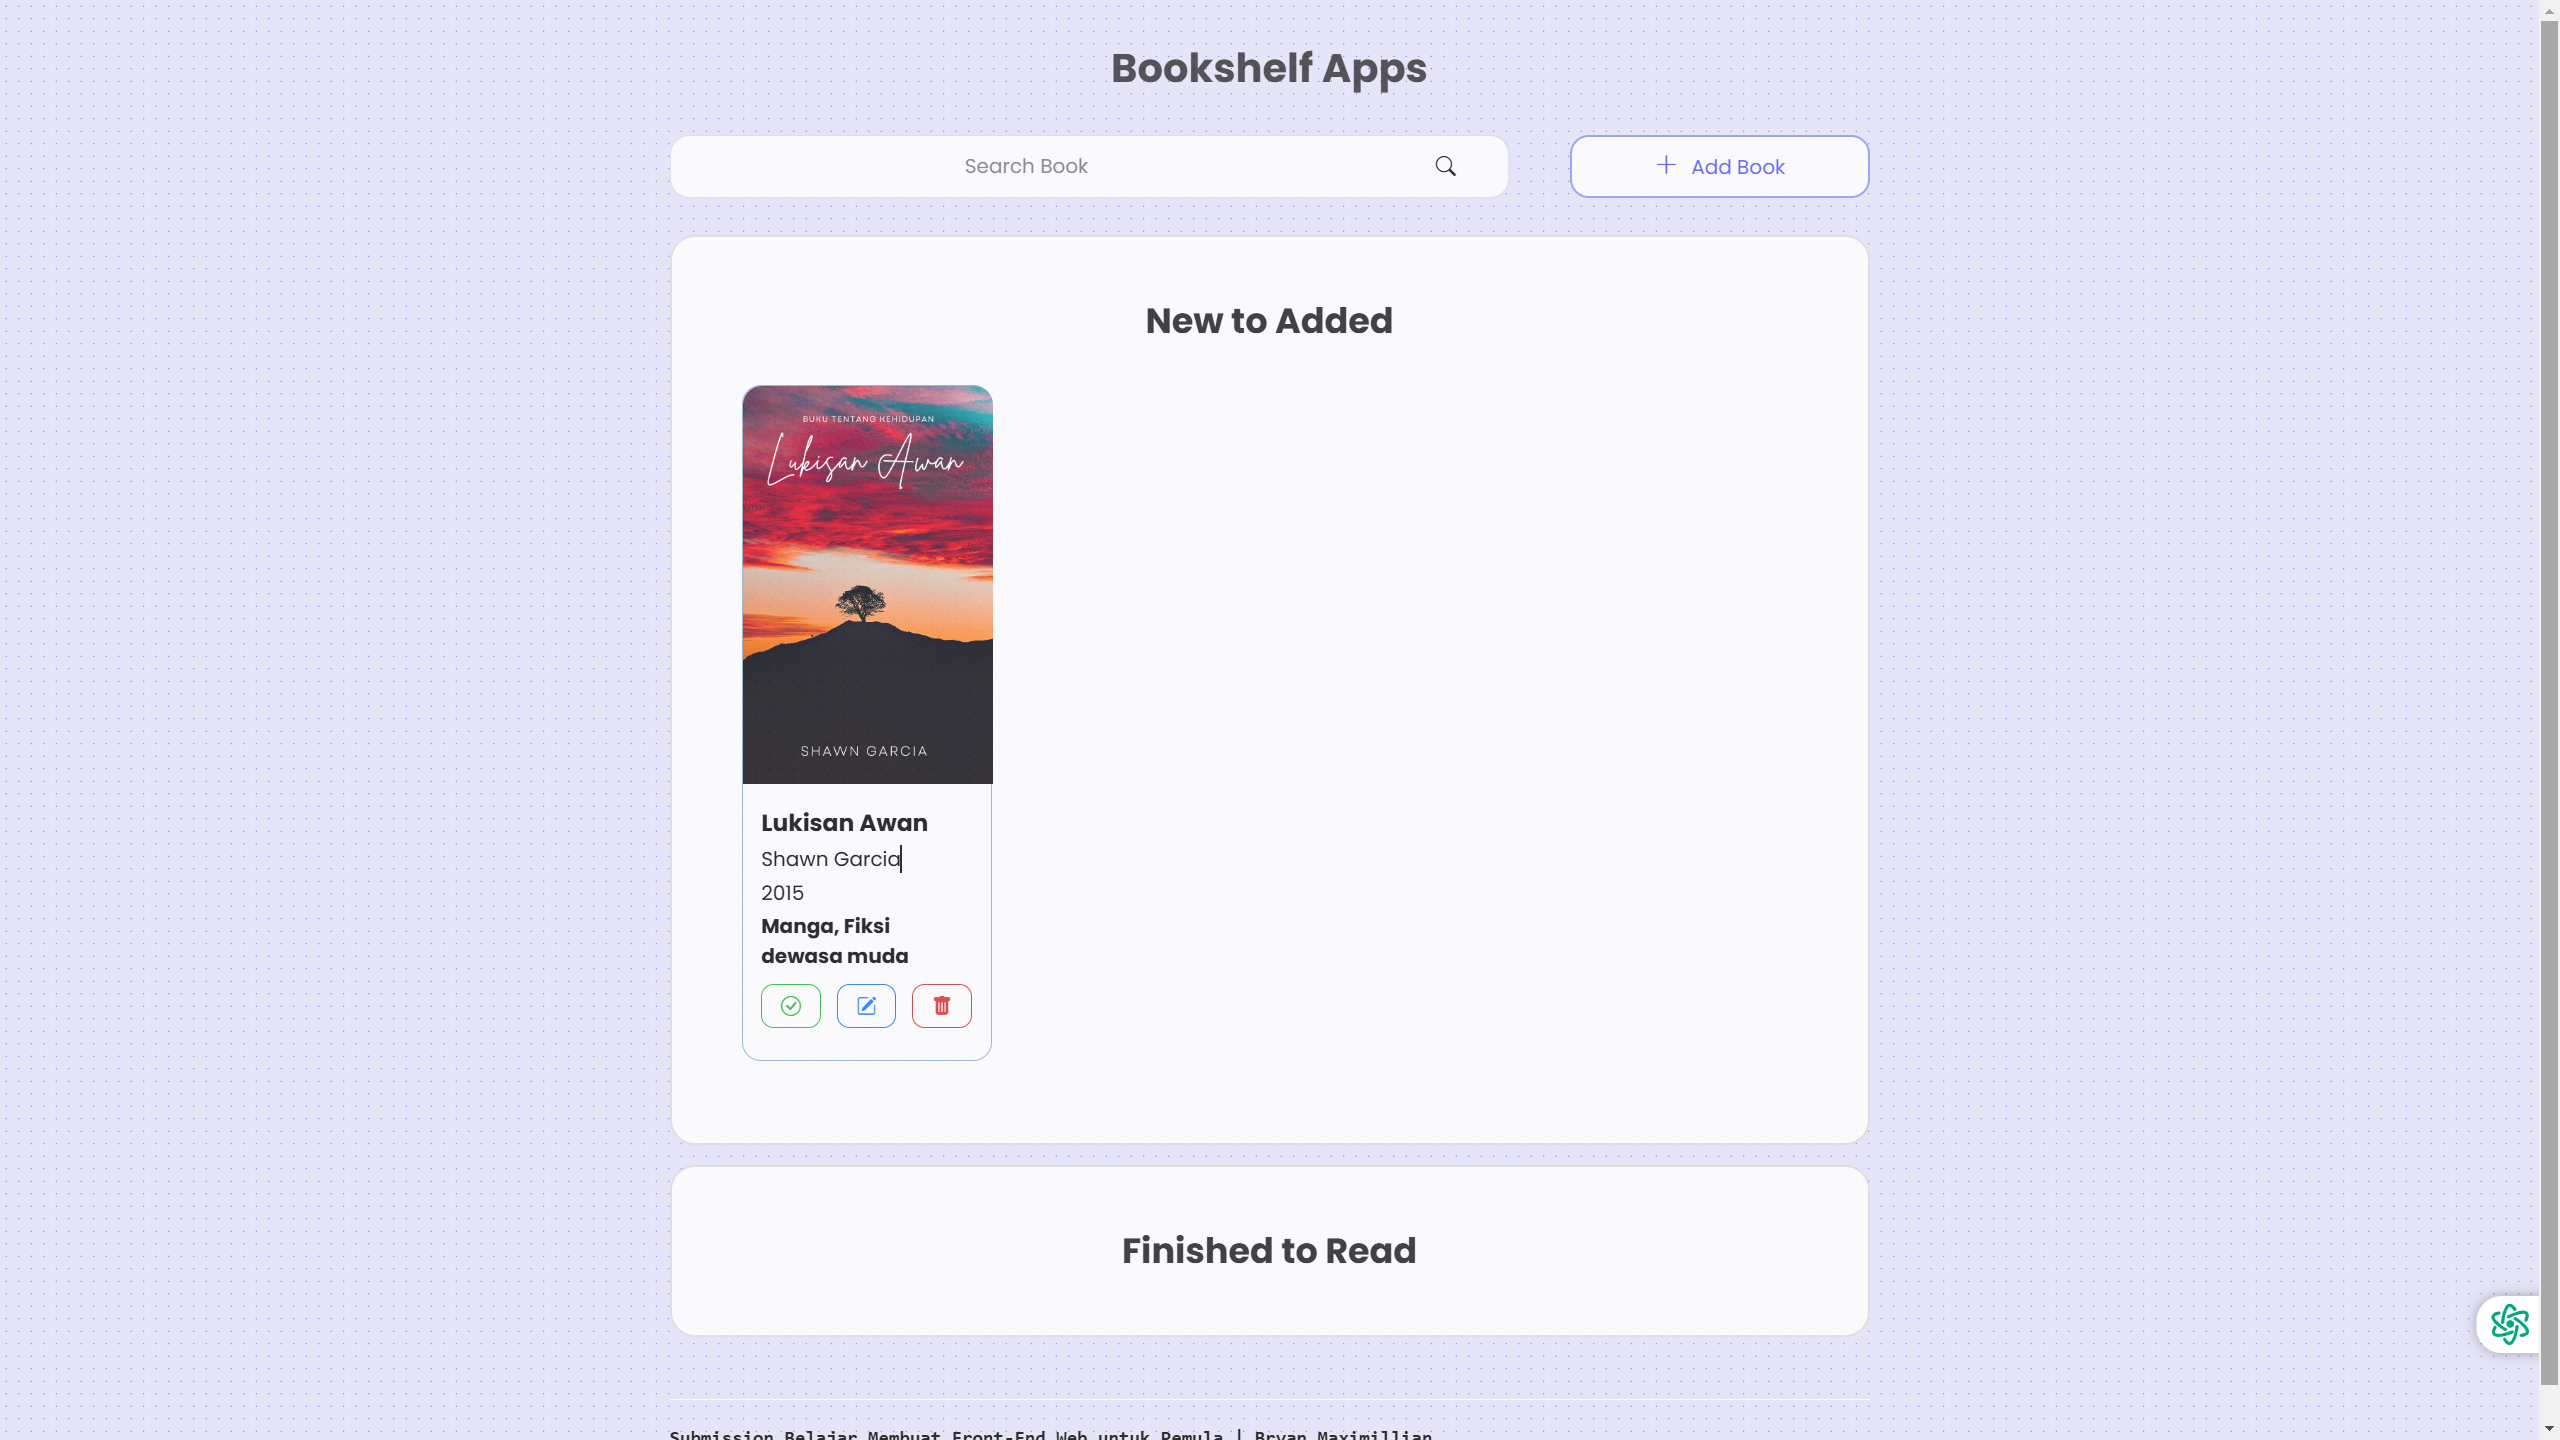 Bookshelf Apps
Search Book
Add Book
New to Added
BUKU TENTANG KEHIDUPAN
Lukisan Awan
SHAWN GARCIA
Lukisan Awan
Shawn Garcia
2015
Manga, Fiksi
dewasa muda
Finished to Read
Submission Belajar Membuat Front-End Web untuk Pemula | Bryan Maximillian